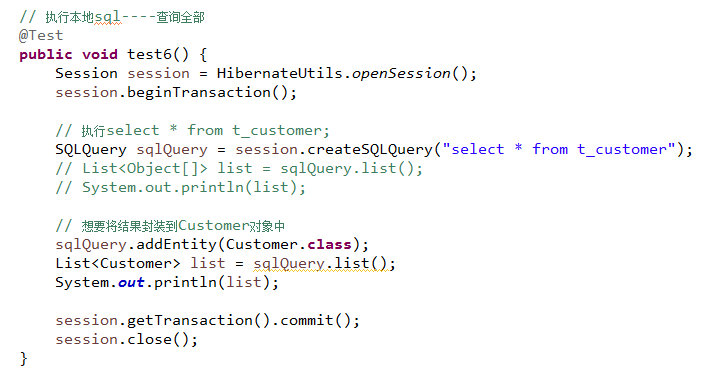 // 执行本地sql----查询全部
@Test
public void test6() {
Session session = HibernateUtils.openSession();
session.beginTransaction();
// 执行select * from t_customer;
SQLQuery sqlQuery = session.createSQLQuery("select * from t_customer");
// List<Object[]> list = sqlQuery.list();
// System.out.println(list);
// 想要将结果封装到Customer对象中
sqlQuery.addEntity(Customer.class);
List<Customer> list = sqlQuery.list();
System.out.println(list);
session.getTransaction().commit();
session.close();
}